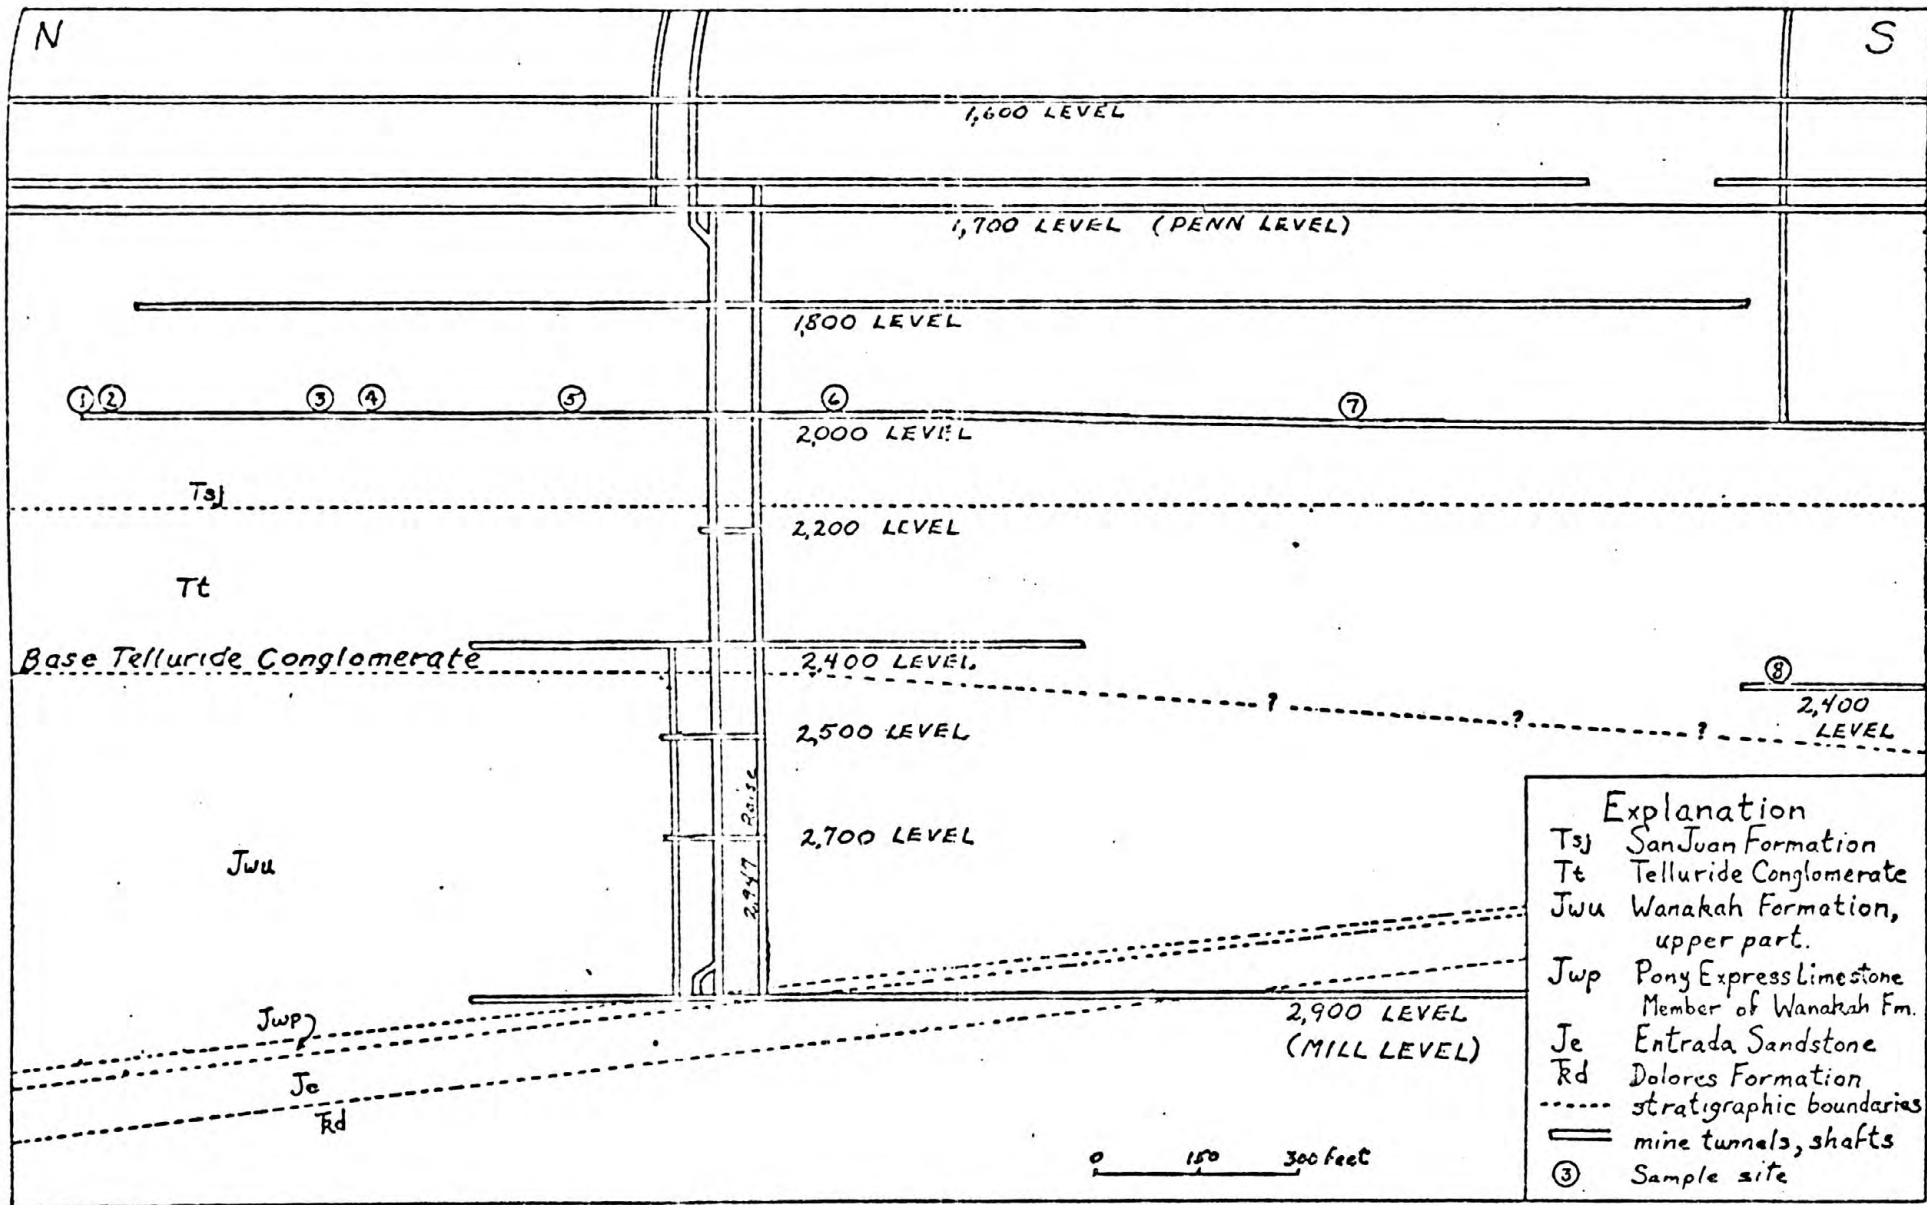 N
S
1,600 LEVEL
1,700 LEVEL (PENN LEVEL)
1,800 LEVEL
1
2
3
4
5
6
7
2,000 LEVEL
Tsj
2,200 LEVEL
Tt
Base Telluride Conglomerate
2,400 LEVEL
8
2,400
LEVEL
?
?
?
2,500 LEVEL
2,947 Raise
2,700 LEVEL
Jwu
Jwp
Je
T̅kd
2,900 LEVEL
(MILL LEVEL)
0 150 300 feet
Explanation
Tsj San Juan Formation
Tt Telluride Conglomerate
Jwu Wanakah Formation,
upper part.
Jwp Pony Express Limestone
Member of Wanakah Fm.
Je Entrada Sandstone
T̅kd Dolores Formation
stratigraphic boundaries
mine tunnels, shafts
3 Sample site